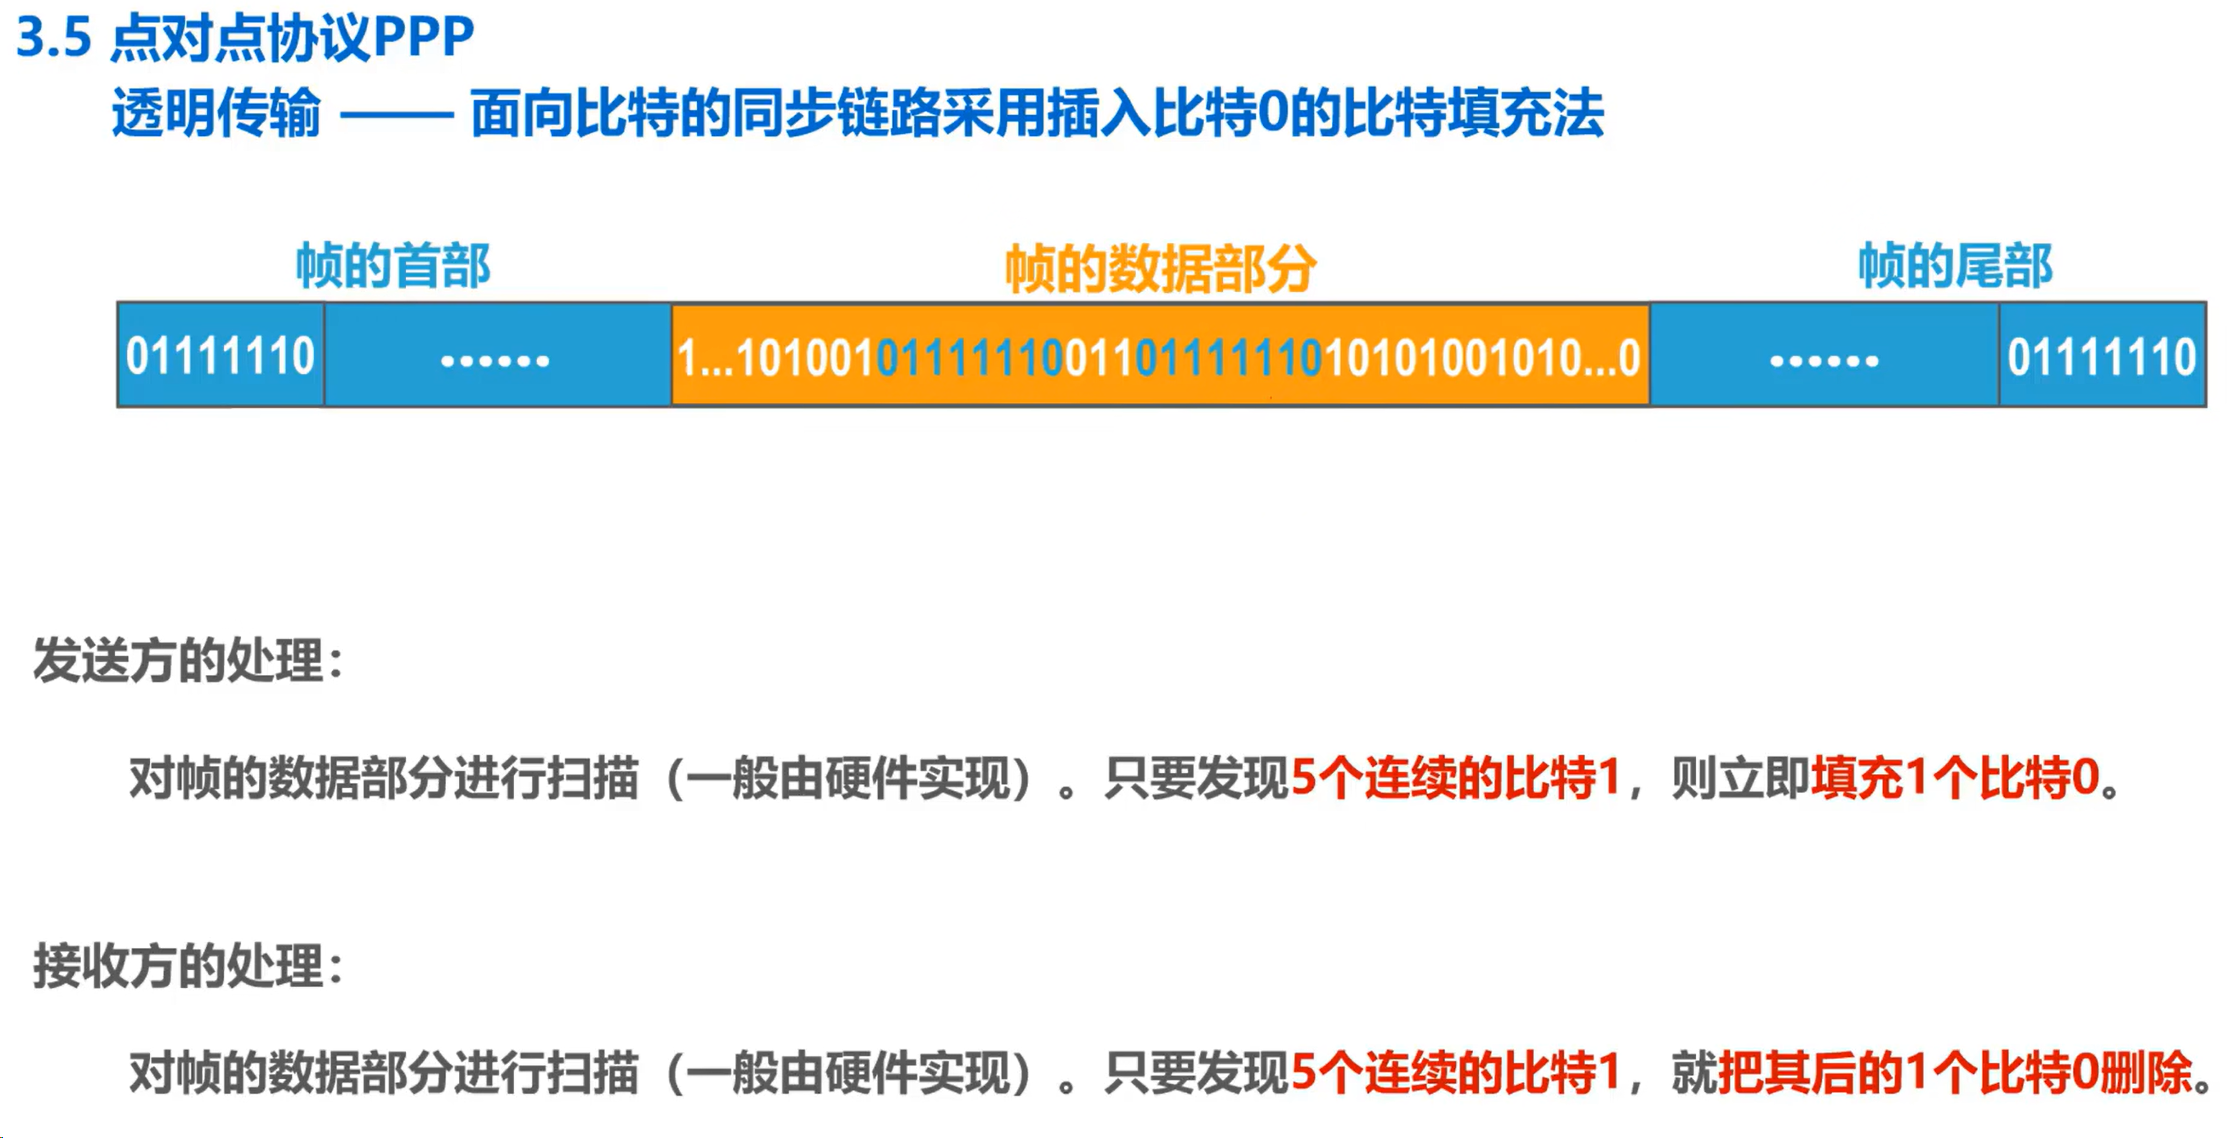 3.5 点对点协议PPP
透明传输 —— 面向比特的同步链路采用插入比特0的比特填充法
帧的首部 帧的数据部分 帧的尾部
01111110 ...... 1...101001011111100110111111010101001010...0 ...... 01111110
发送方的处理：
对帧的数据部分进行扫描（一般由硬件实现）。只要发现5个连续的比特1，则立即填充1个比特0。
接收方的处理：
对帧的数据部分进行扫描（一般由硬件实现）。只要发现5个连续的比特1，就把其后的1个比特0删除。